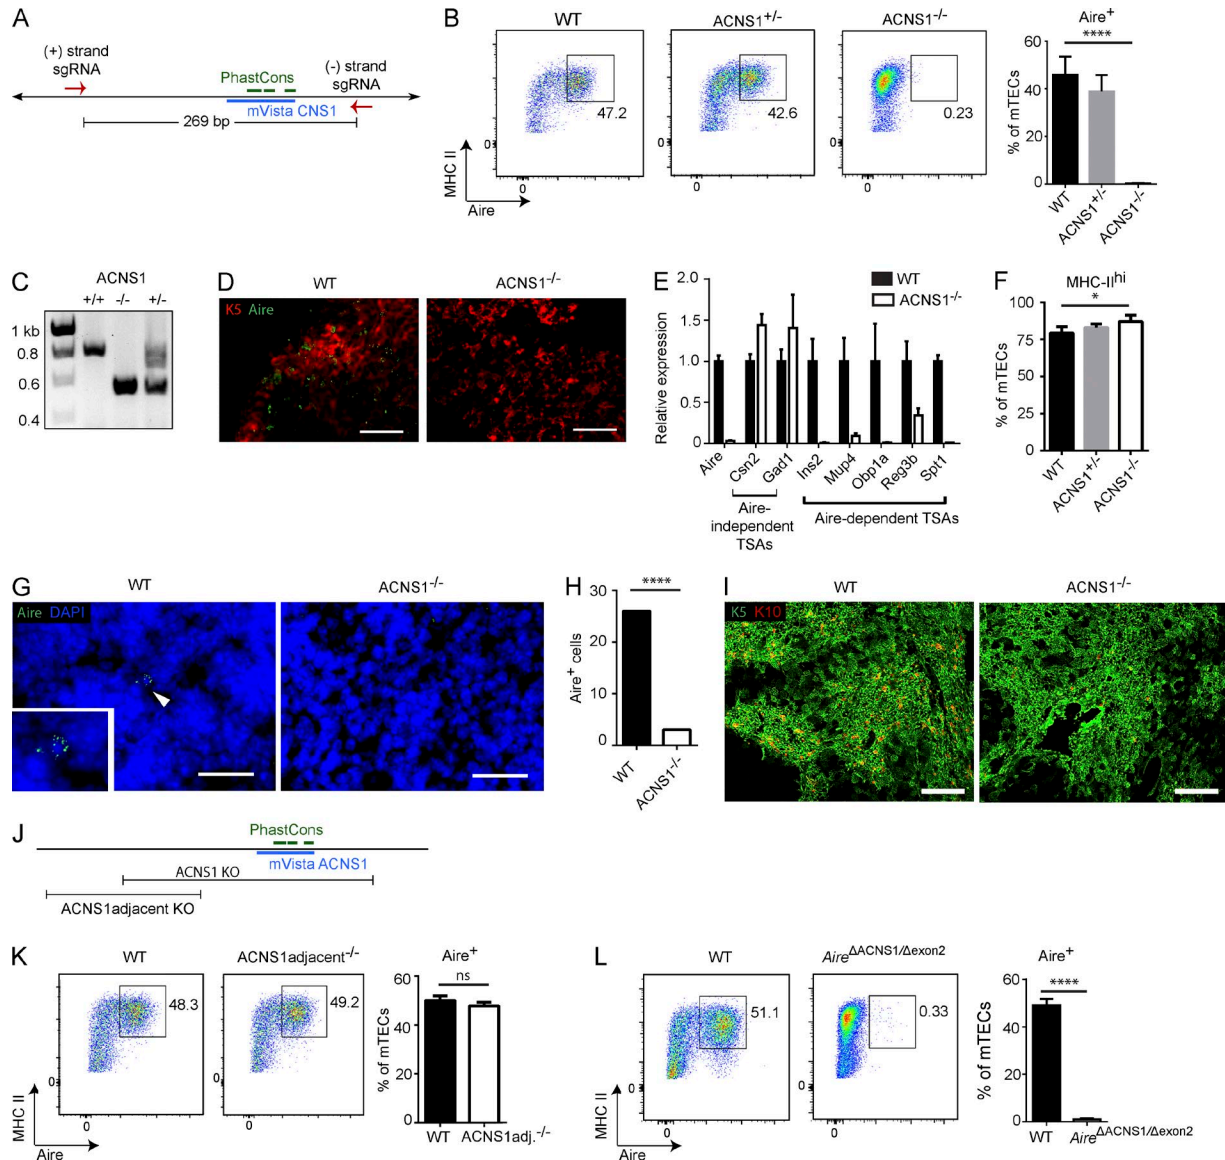 A
(+) strand
sgRNA
PhastCons
(-) strand
sgRNA
mVista CNS1
269 bp
B
WT
ACNS1+/-
ACNS1-/-
47.2
42.6
0.23
0
0
0
0
0
0
MHC II
Aire
Aire+
****
% of mTECs
60
40
20
0
WT
ACNS1+/-
ACNS1-/-
C
ACNS1
+/+
-/-
+/-
1 kb
0.8
0.6
0.4
D
WT
ACNS1-/-
K5 Aire
E
WT
ACNS1-/-
Relative expression
2.0
1.5
1.0
0.5
0
Aire
Csn2
Gad1
Ins2
Mup4
Obp1a
Reg3b
Spt1
Aire-
independent
TSAs
Aire-dependent TSAs
F
MHC-IIhi
*
% of mTECs
100
75
50
25
0
WT
ACNS1+/-
ACNS1-/-
G
WT
ACNS1-/-
Aire DAPI
H
****
Aire+ cells
30
20
10
0
WT
ACNS1-/-
I
WT
ACNS1-/-
K5 K10
J
PhastCons
mVista ACNS1
ACNS1 KO
ACNS1adjacent KO
K
WT
ACNS1adjacent-/-
48.3
49.2
0
0
0
0
MHC II
Aire
Aire+
ns
% of mTECs
60
40
20
0
WT
ACNS1adj.-/-
L
WT
AireΔACNS1/Δexon2
51.1
0.33
0
0
0
0
MHC II
Aire
Aire+
****
% of mTECs
60
40
20
0
WT
AireΔACNS1/Δexon2